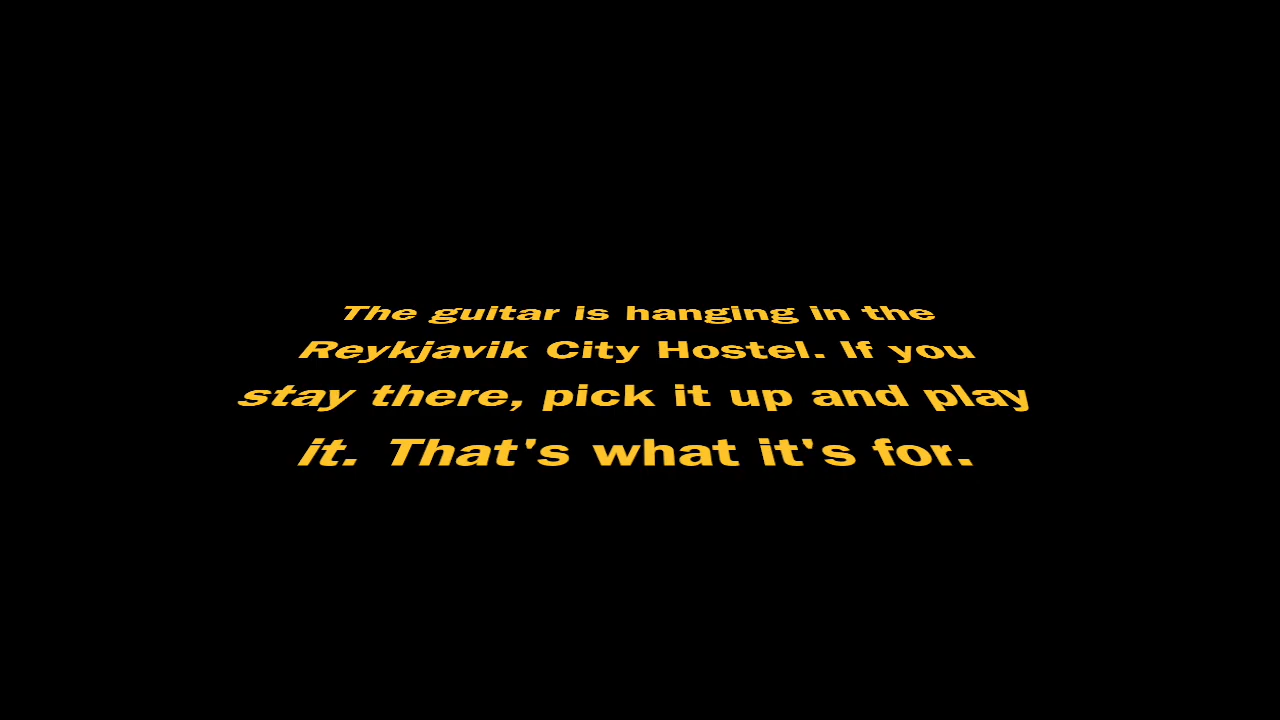 The guitar is hanging in the
Reykjavik City Hostel. If you
stay there, pick it up and play
it. That's what it's for.